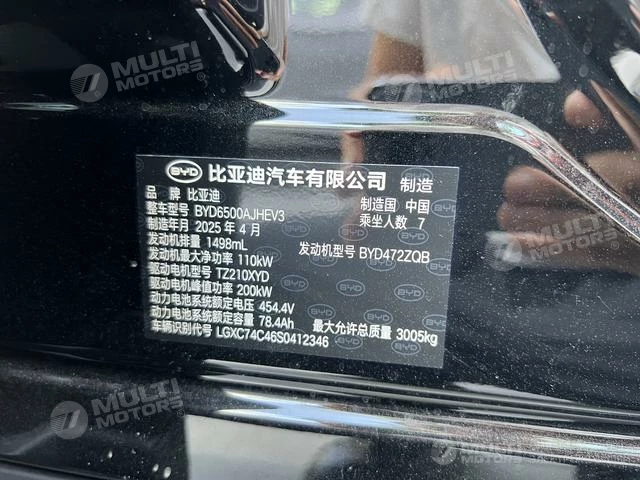 MULTI
MOTORS
MULTI
MOTORS
BYD 比亚迪汽车有限公司 制造
品 牌 比亚迪 制造国 中国
整车型号 BYD6500AJHEV3 乘坐人数 7
制造年月 2025 年 4 月
发动机排量 1498mL 发动机型号 BYD472ZQB
发动机最大净功率 110kW
驱动电机型号 TZ210XYD
驱动电机峰值功率 200kW
动力电池系统额定电压 454.4V
动力电池系统额定容量 78.4Ah 最大允许总质量 3005kg
车辆识别代号 LGXC74C46S0412346
MULTI
MOTORS
MULTI
MOTORS